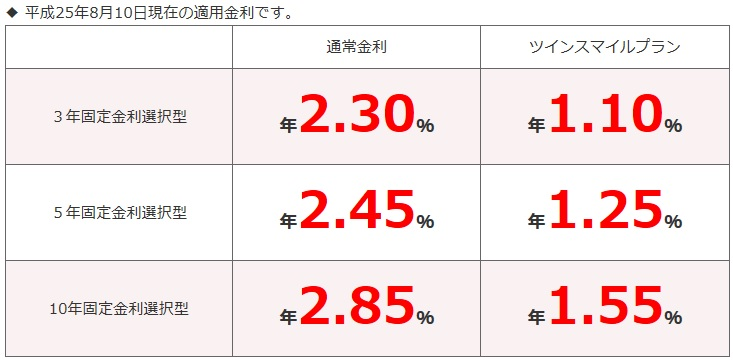 ◆ 平成25年8月10日現在の適用金利です。
通常金利 ツインスマイルプラン
３年固定金利選択型 年2.30% 年1.10%
５年固定金利選択型 年2.45% 年1.25%
10年固定金利選択型 年2.85% 年1.55%